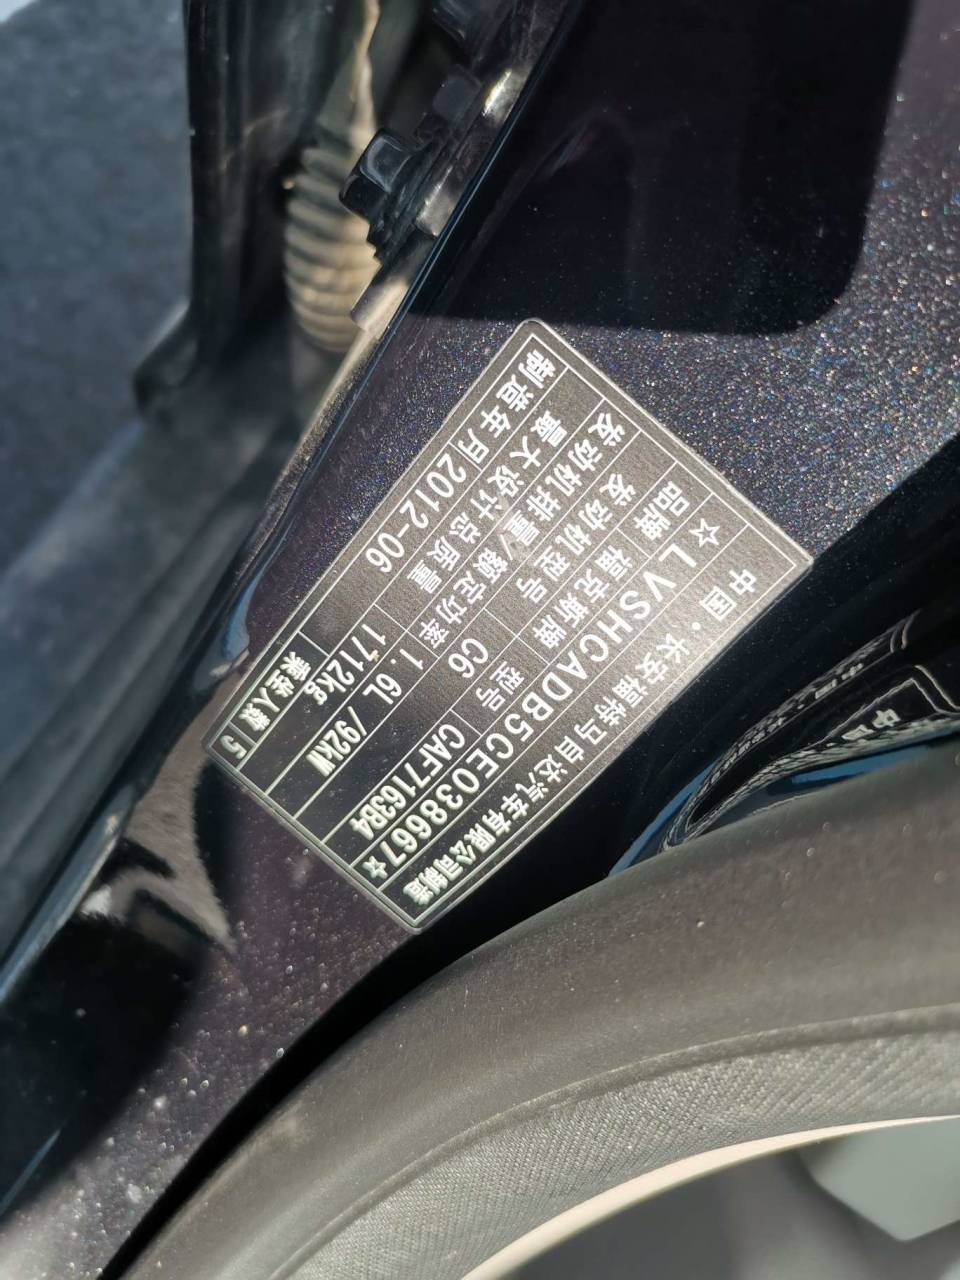 中国·长安福特马自达汽车有限公司制造
☆LVSHCADB5CE038667☆
品牌 福克斯牌 型号 CAF7163B4
发动机型号 C6
发动机排量/额定功率 1.6L /92kW
最大设计总质量 1712kg
制造年月 2012-06 乘坐人数 5